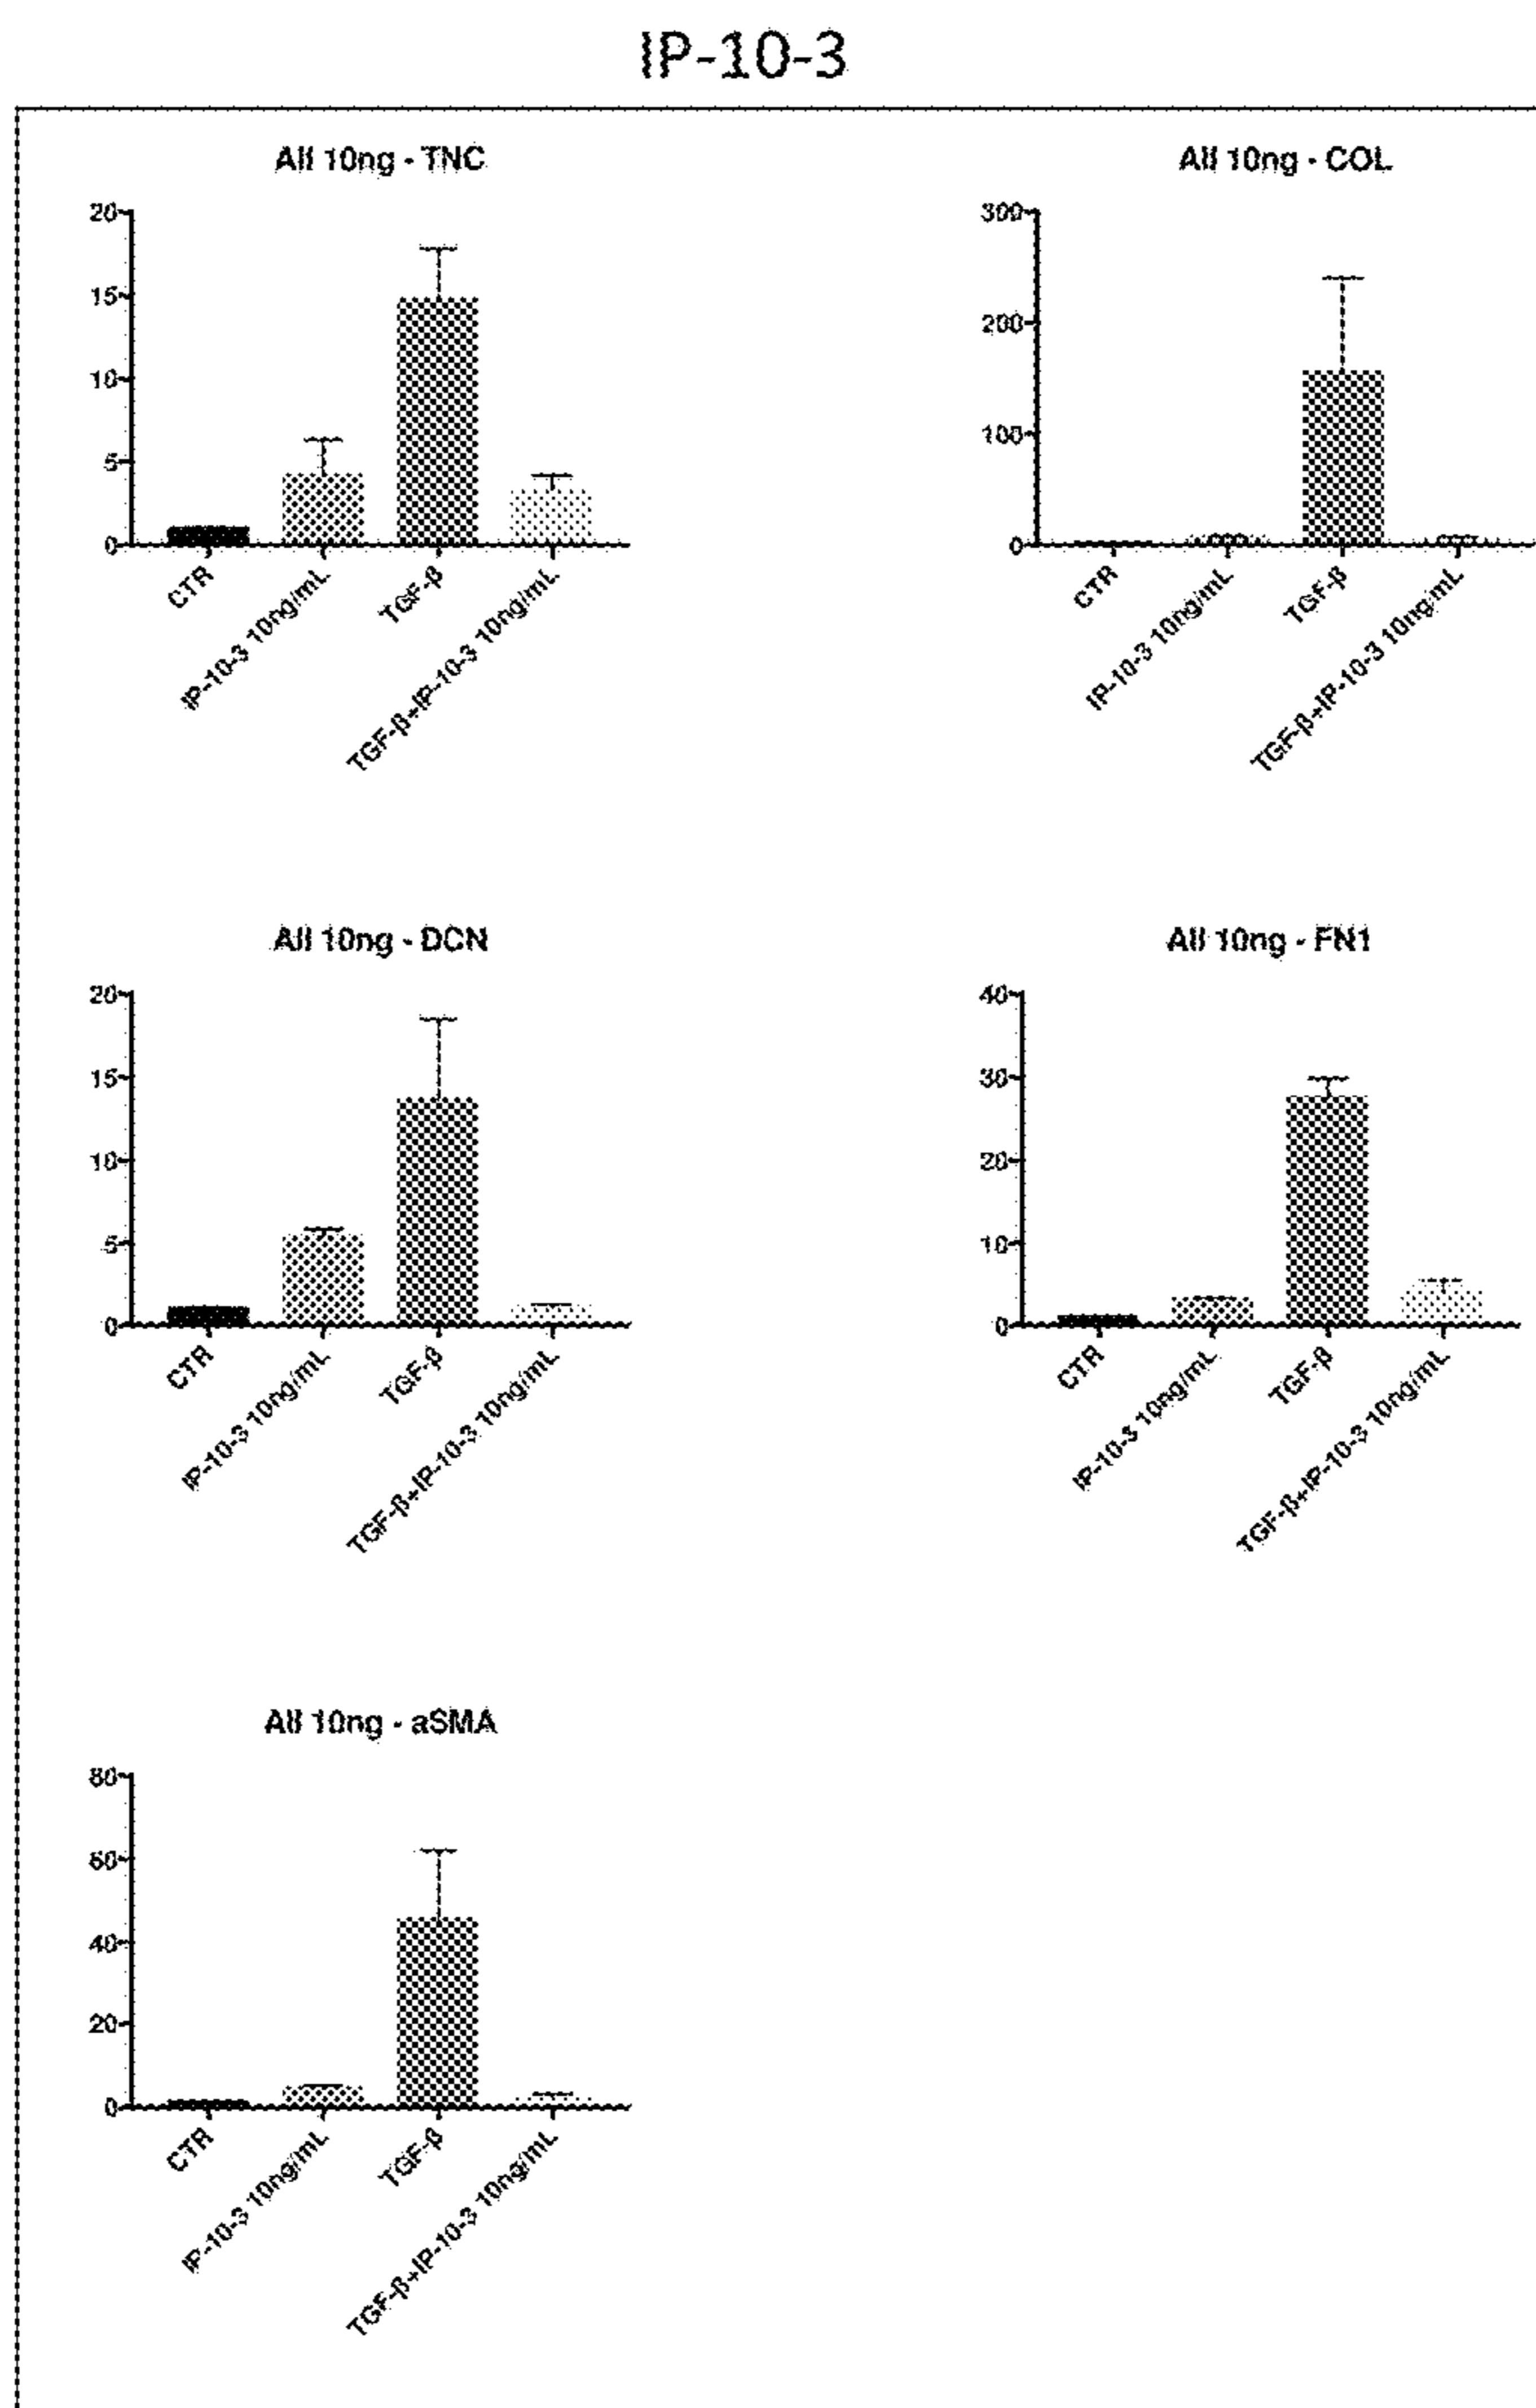 IP-10-3
All 10ng - TNC
20
15
10
5
0
CTR
IP-10-3 10ng/mL
TGF-β
TGF-β+IP-10-3 10ng/mL
All 10ng - COL
300
200
100
0
CTR
IP-10-3 10ng/mL
TGF-β
TGF-β+IP-10-3 10ng/mL
All 10ng - DCN
20
15
10
5
0
CTR
IP-10-3 10ng/mL
TGF-β
TGF-β+IP-10-3 10ng/mL
All 10ng - FN1
40
30
20
10
0
CTR
IP-10-3 10ng/mL
TGF-β
TGF-β+IP-10-3 10ng/mL
All 10ng - aSMA
80
60
40
20
0
CTR
IP-10-3 10ng/mL
TGF-β
TGF-β+IP-10-3 10ng/mL